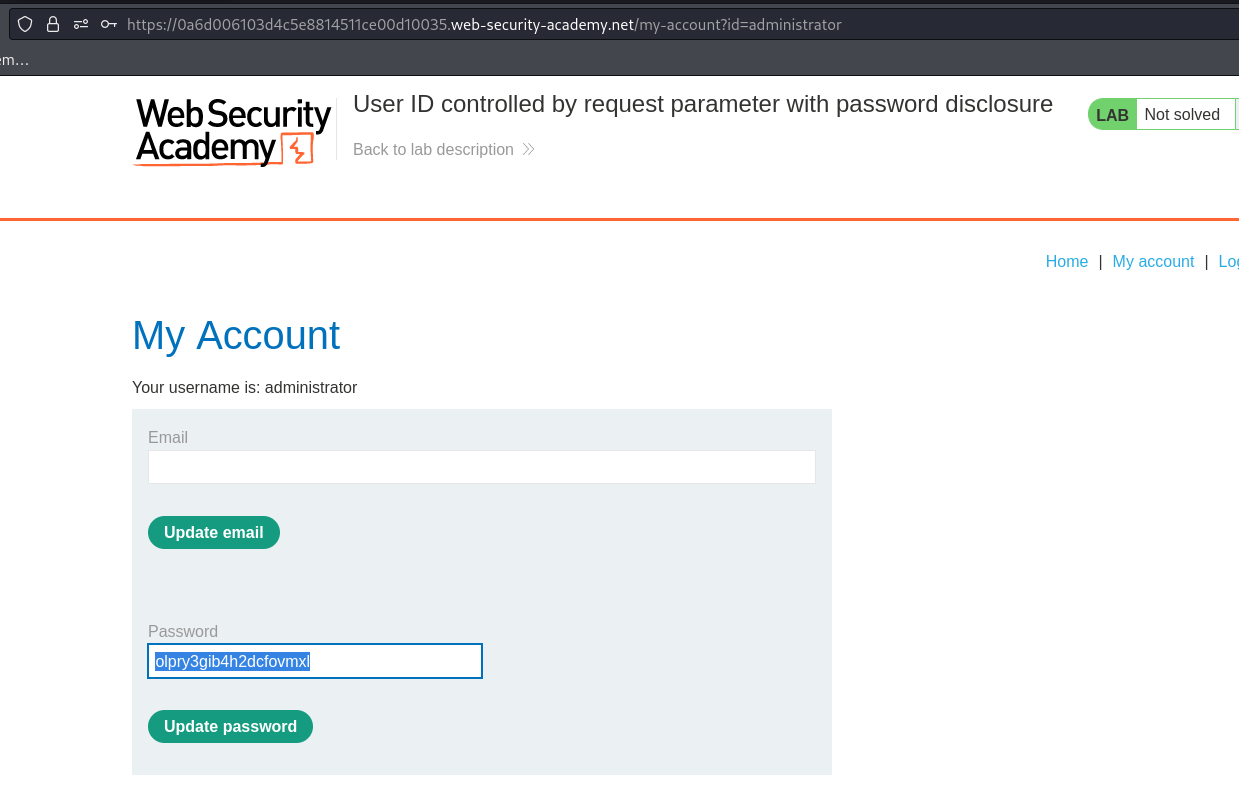 https://0a6d006103d4c5e8814511ce00d10035.web-security-academy.net/my-account?id=administrator
em…
Web Security
Academy
User ID controlled by request parameter with password disclosure
LAB Not solved
Back to lab description
Home | My account | Log
My Account
Your username is: administrator
Email
Update email
Password
olpry3gib4h2dcfovmxl
Update password